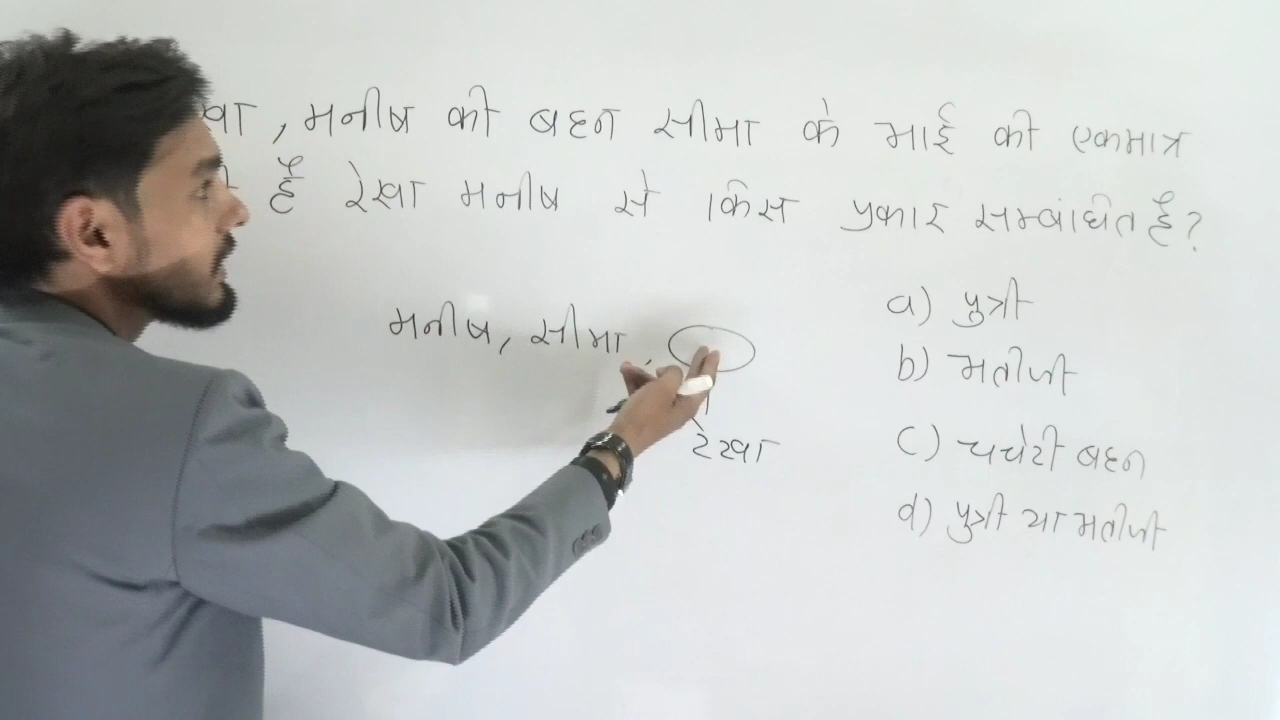 , मनीष की बहन सीमा के भाई की एकमात्र
है रेखा मनीष से किस प्रकार सम्बंधित है?
मनीष, सीमा,
रेखा
a) पुत्री
b) भतीजी
c) चचेरी बहन
d) पुत्री या भतीजी